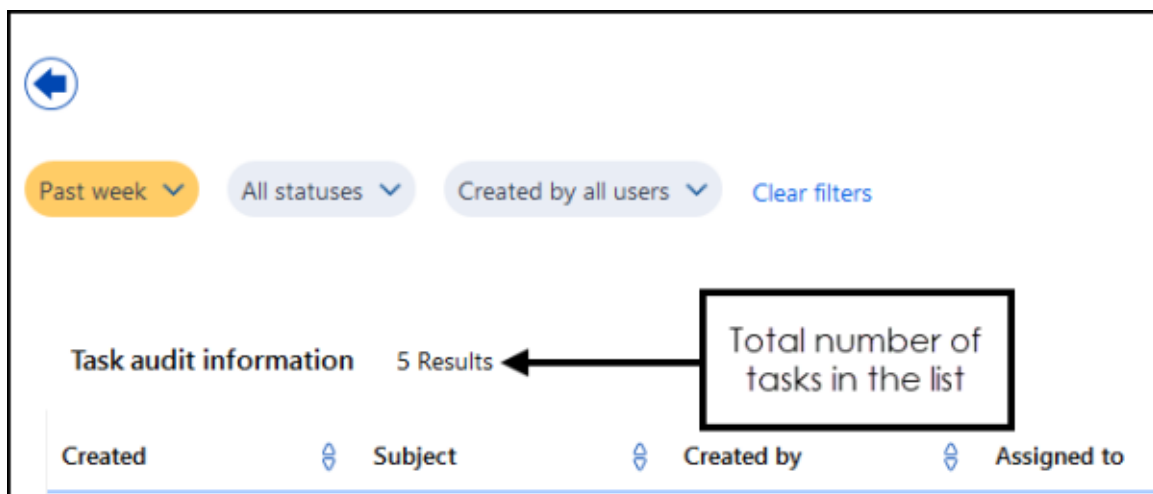 Past week All statuses Created by all users Clear filters
Task audit information 5 Results
Total number of
tasks in the list
Created Subject Created by Assigned to